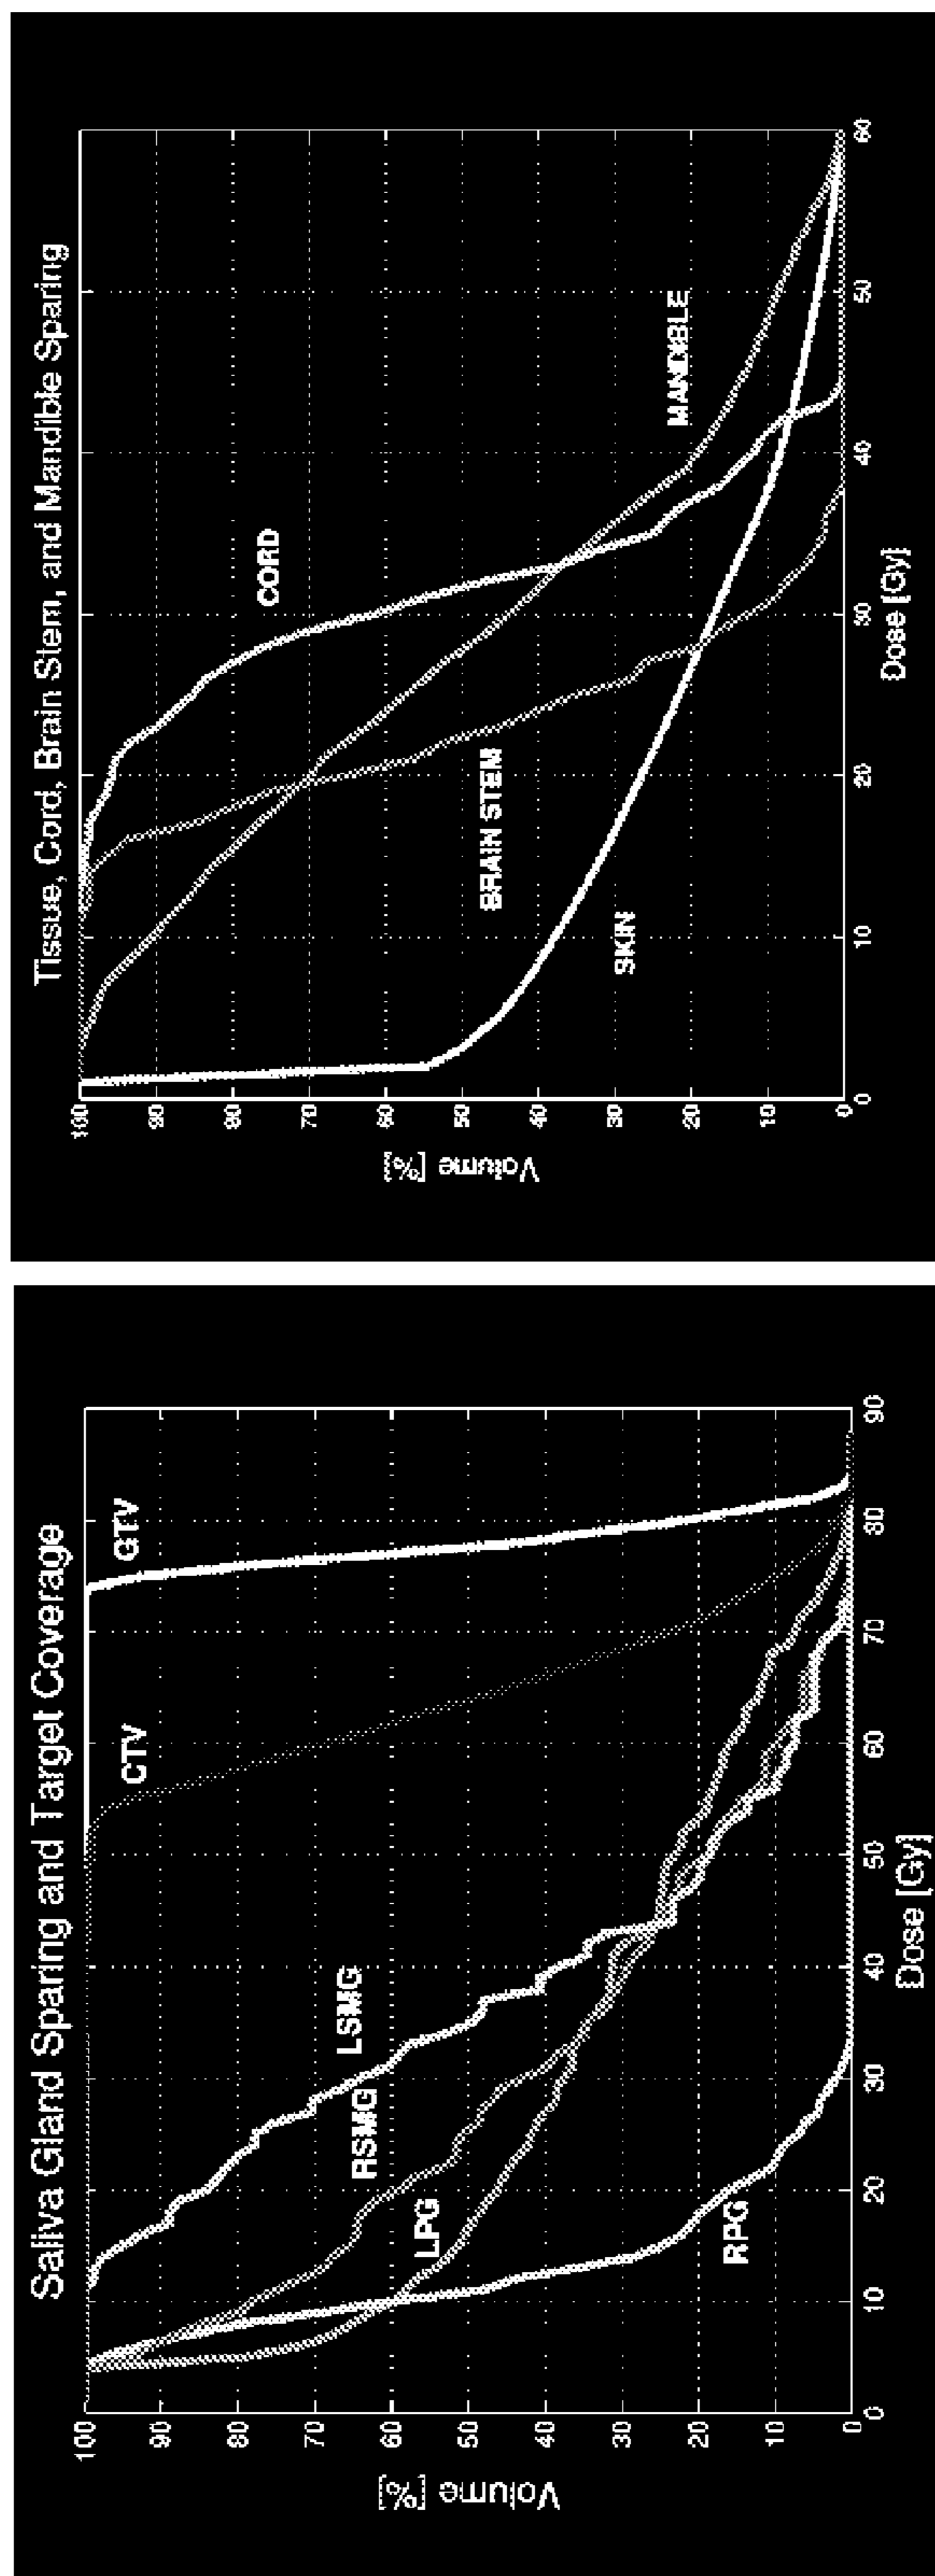 Saliva Gland Sparing and Target Coverage
Volume [%]
100
90
80
70
60
50
40
30
20
10
0
0
10
20
30
40
50
60
70
80
90
Dose [Gy]
GTV
CTV
LSMG
RSMG
LPG
RPG
Tissue, Cord, Brain Stem, and Mandible Sparing
Volume [%]
100
90
80
70
60
50
40
30
20
10
0
0
10
20
30
40
50
60
Dose [Gy]
CORD
MANDIBLE
BRAIN STEM
SKIN